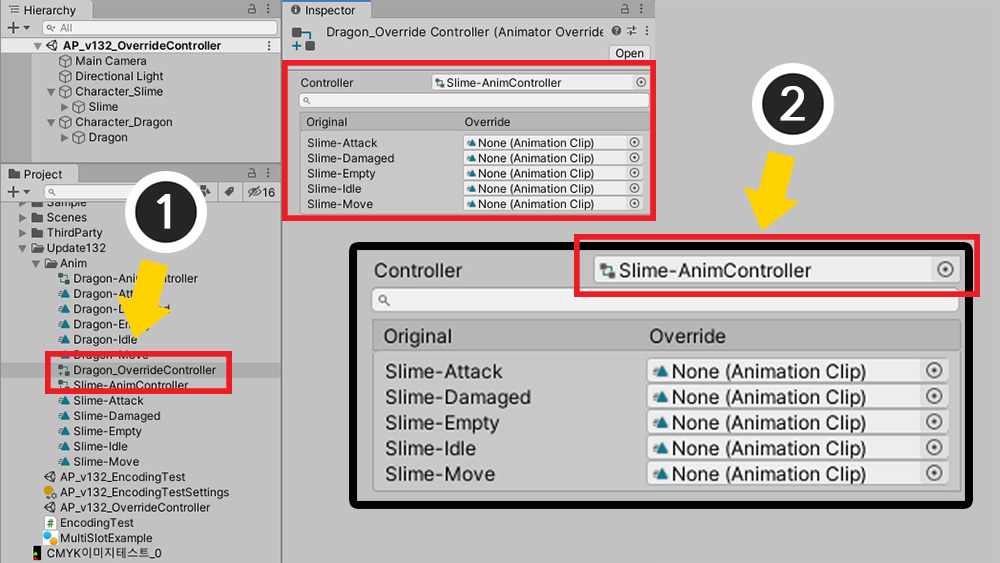 Hierarchy
All
AP_v132_OverrideController
Main Camera
Directional Light
Character_Slime
Slime
Character_Dragon
Dragon
Project
16
Sample
Scenes
ThirdParty
Update132
Anim
Dragon-AnimController
Dragon-Attack
Dragon-Damaged
Dragon-Empty
Dragon-Idle
Dragon-Move
Dragon_OverrideController
Slime-AnimController
Slime-Attack
Slime-Damaged
Slime-Empty
Slime-Idle
Slime-Move
AP_v132_EncodingTest
AP_v132_EncodingTestSettings
AP_v132_OverrideController
EncodingTest
MultiSlotExample
CMYK이미지테스트_0
1
Inspector
Dragon_Override Controller (Animator Override
Open
Controller Slime-AnimController
Original Override
Slime-Attack None (Animation Clip)
Slime-Damaged None (Animation Clip)
Slime-Empty None (Animation Clip)
Slime-Idle None (Animation Clip)
Slime-Move None (Animation Clip)
2
Controller Slime-AnimController
Original Override
Slime-Attack None (Animation Clip)
Slime-Damaged None (Animation Clip)
Slime-Empty None (Animation Clip)
Slime-Idle None (Animation Clip)
Slime-Move None (Animation Clip)